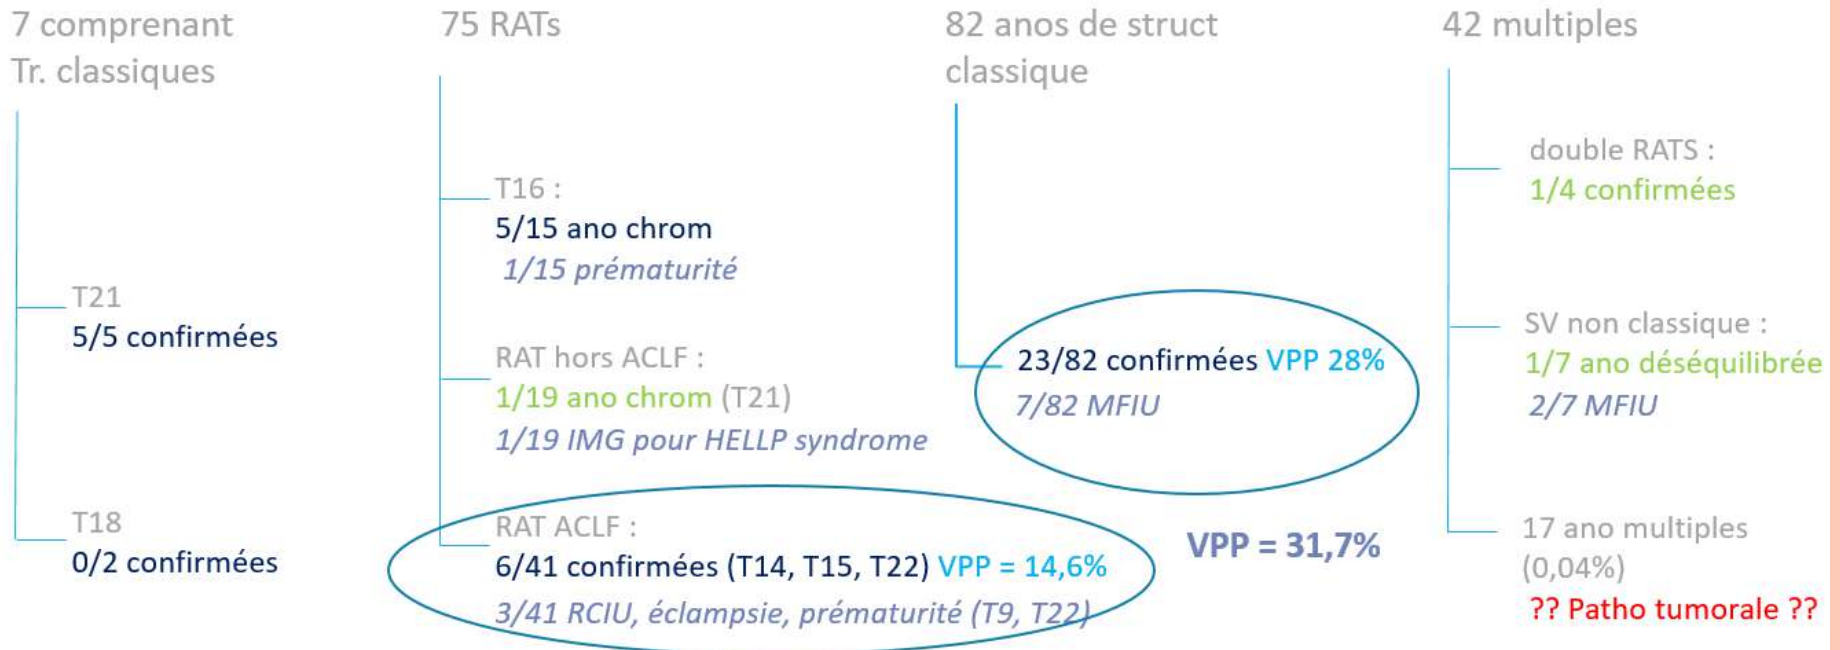 7 comprenant
Tr. classiques
T21
5/5 confirmées
T18
0/2 confirmées
75 RATs
T16 :
5/15 ano chrom
1/15 prématurité
RAT hors ACLF :
1/19 ano chrom (T21)
1/19 IMG pour HELLP syndrome
RAT ACLF :
6/41 confirmées (T14, T15, T22) VPP = 14,6%
3/41 RCIU, éclampsie, prématurité (T9, T22)
82 anos de struct
classique
23/82 confirmées VPP 28%
7/82 MFIU
VPP = 31,7%
42 multiples
double RATS :
1/4 confirmées
SV non classique :
1/7 ano déséquilibrée
2/7 MFIU
17 ano multiples
(0,04%)
?? Patho tumorale ??